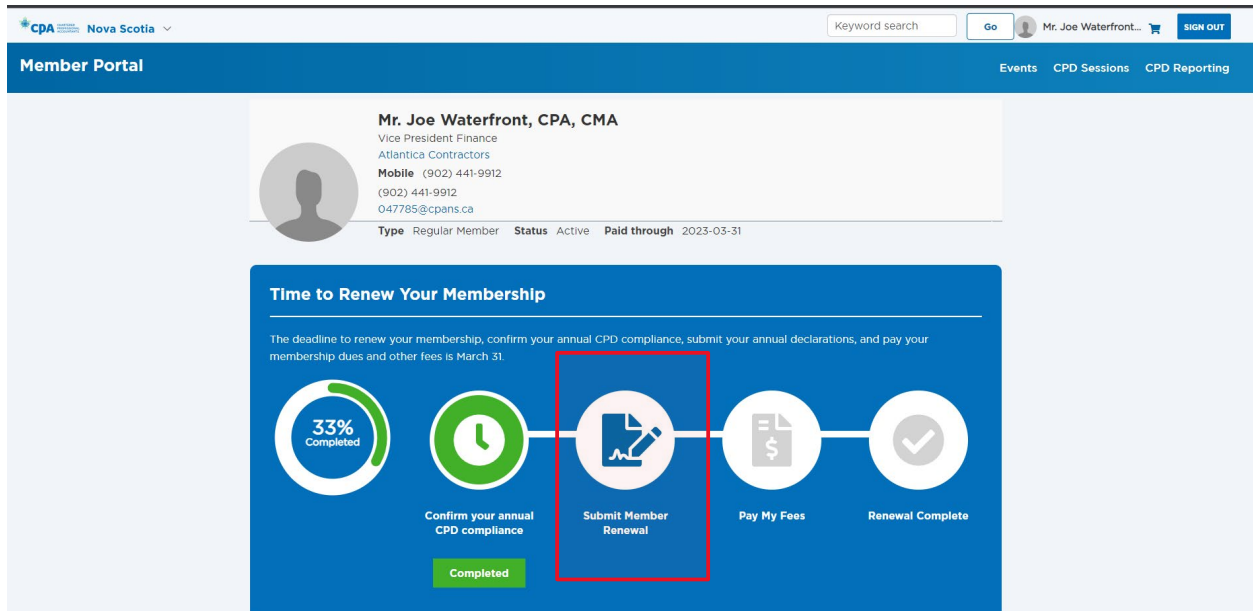 CPA Nova Scotia
Keyword search
Go
Mr. Joe Waterfront...
SIGN OUT
Member Portal
Events CPD Sessions CPD Reporting
Mr. Joe Waterfront, CPA, CMA
Vice President Finance
Atlantica Contractors
Mobile (902) 441-9912
(902) 441-9912
047785@cpans.ca
Type Regular Member Status Active Paid through 2023-03-31
Time to Renew Your Membership
The deadline to renew your membership, confirm your annual CPD compliance, submit your annual declarations, and pay your
membership dues and other fees is March 31.
33%
Completed
Confirm your annual
CPD compliance
Completed
Submit Member
Renewal
Pay My Fees
Renewal Complete